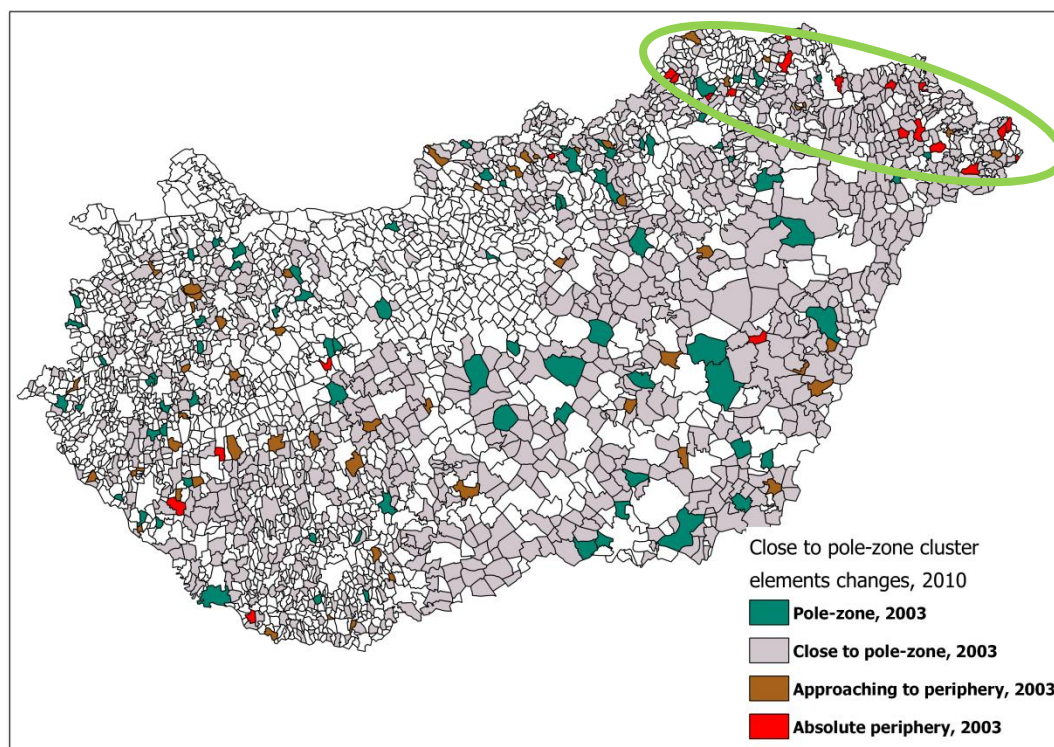 Close to pole-zone cluster
elements changes, 2010
Pole-zone, 2003
Close to pole-zone, 2003
Approaching to periphery, 2003
Absolute periphery, 2003